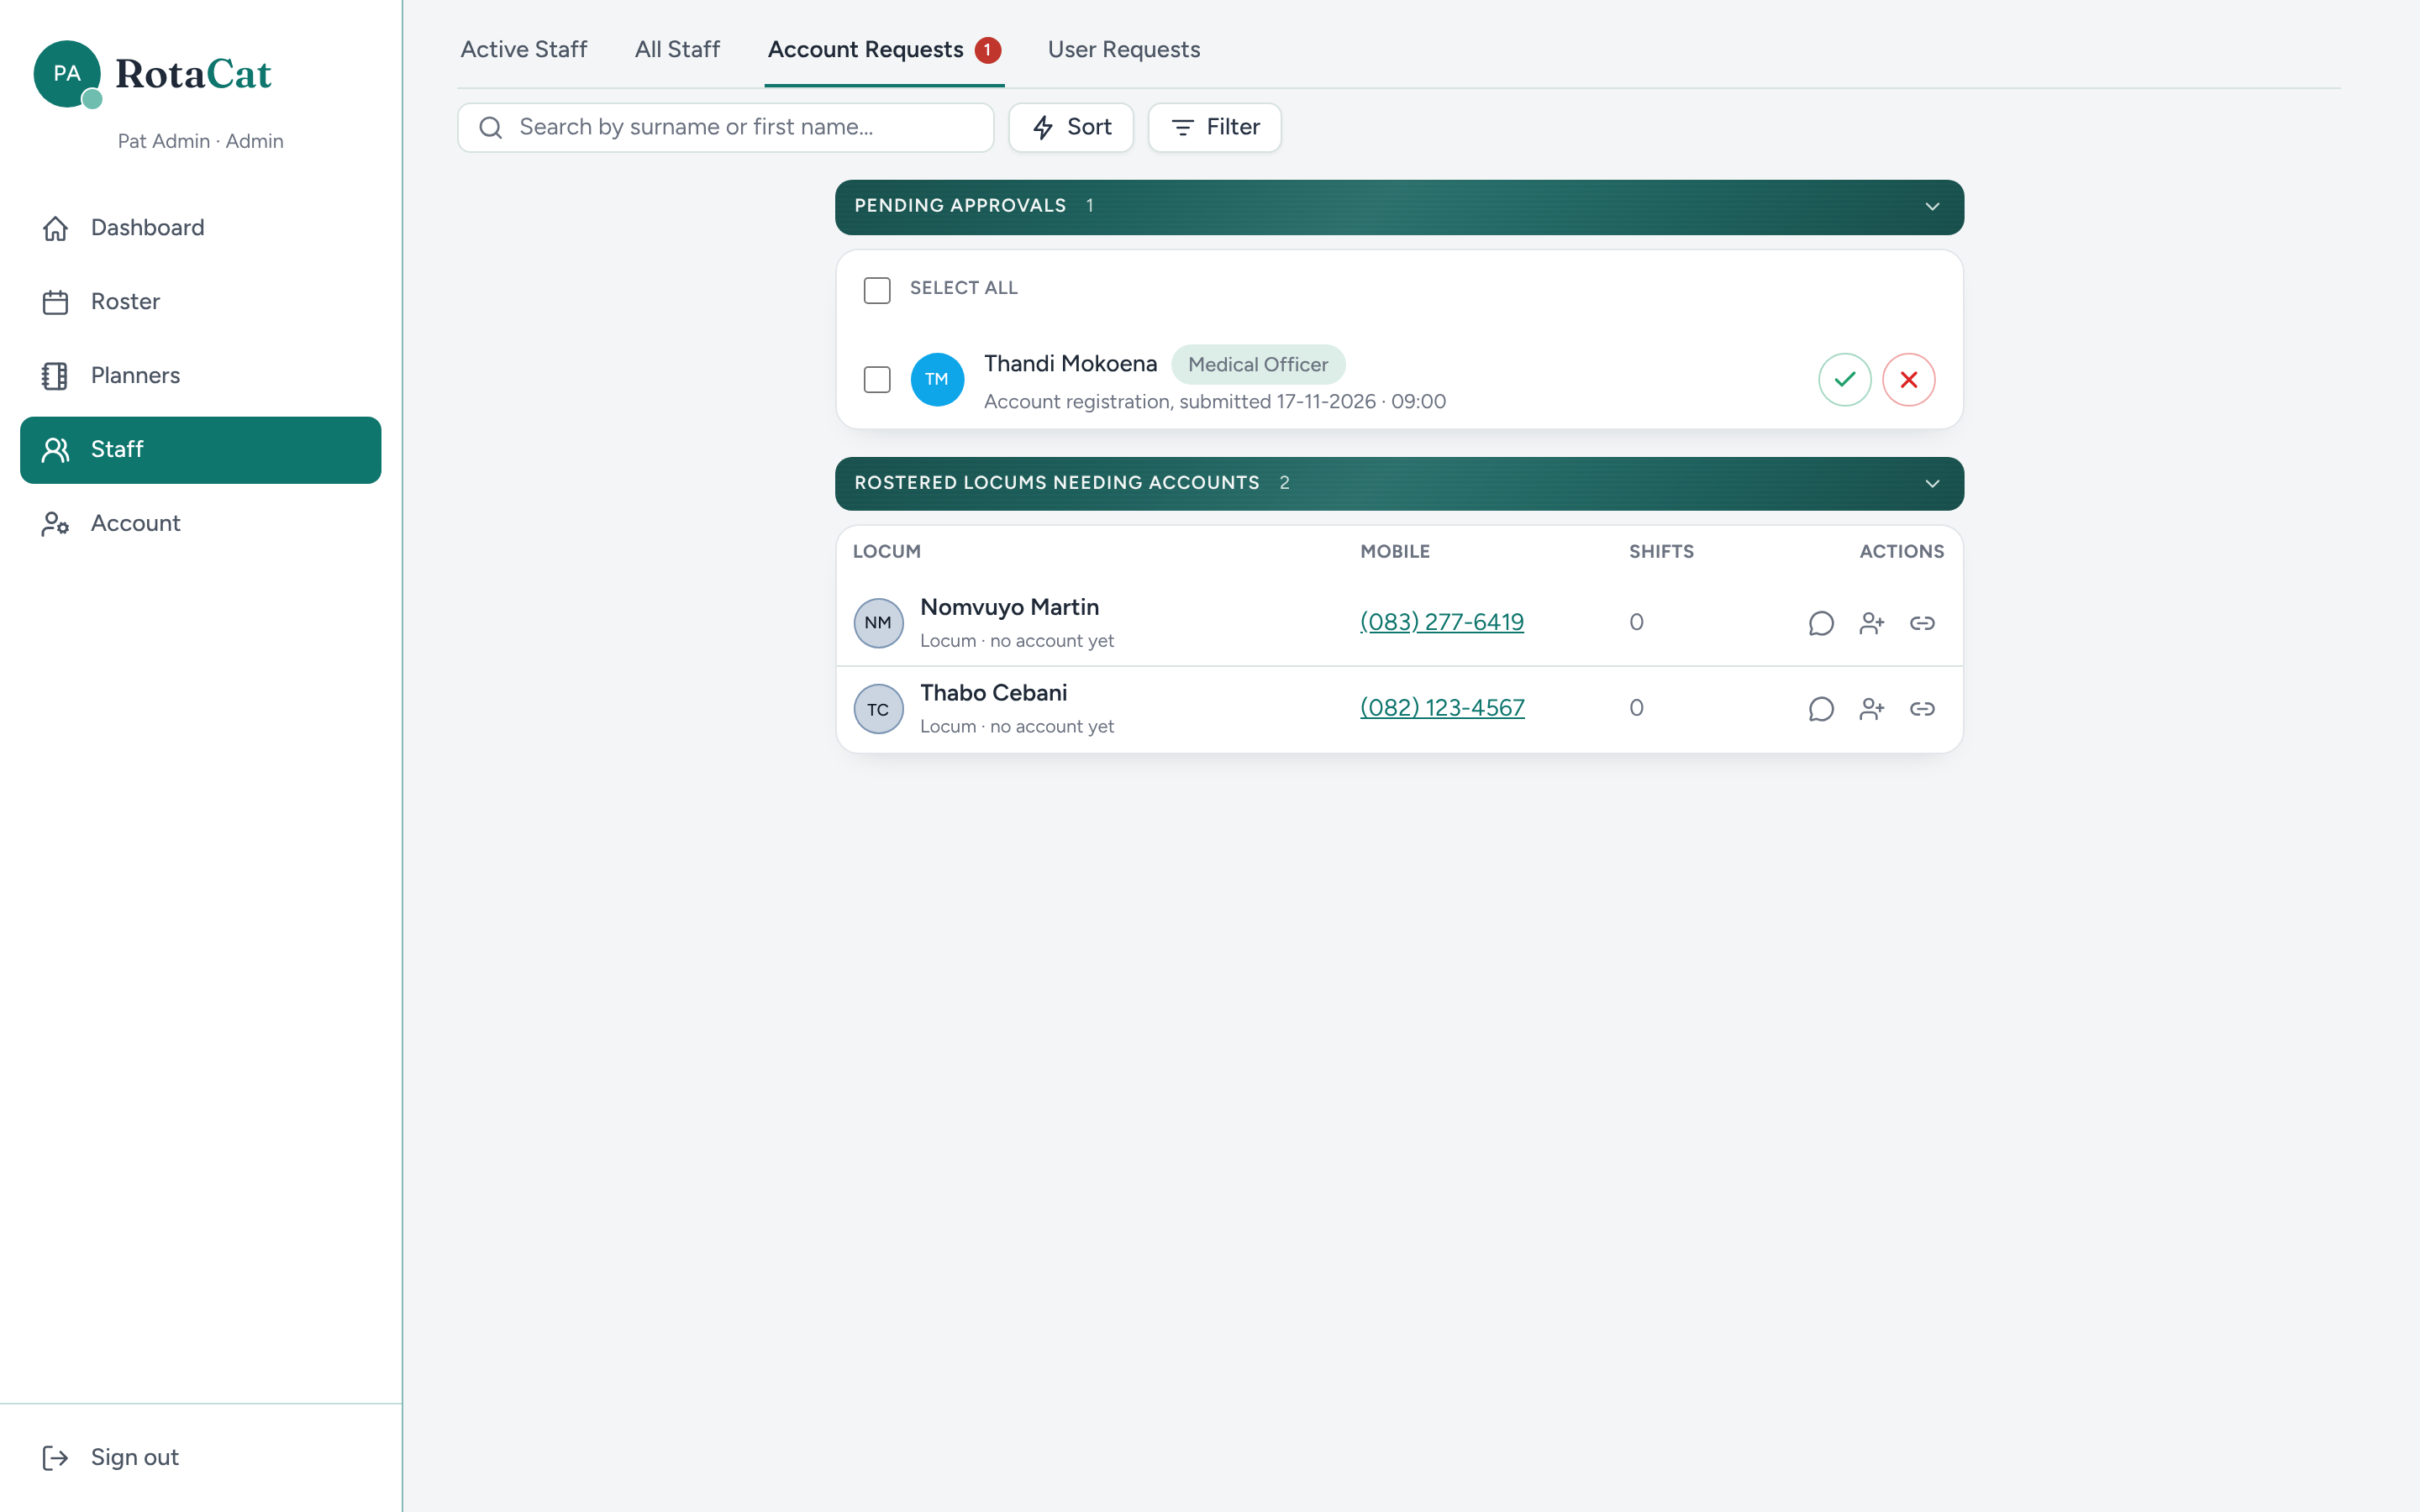 PA
RotaCat
Pat Admin · Admin
Dashboard
Roster
Planners
Staff
Account
Sign out
Active Staff
All Staff
Account Requests 1
User Requests
Search by surname or first name...
Sort
Filter
PENDING APPROVALS 1
SELECT ALL
TM
Thandi Mokoena
Medical Officer
Account registration, submitted 17-11-2026 · 09:00
ROSTERED LOCUMS NEEDING ACCOUNTS 2
LOCUM MOBILE SHIFTS ACTIONS
NM
Nomvuyo Martin
Locum · no account yet
(083) 277-6419
0
TC
Thabo Cebani
Locum · no account yet
(082) 123-4567
0